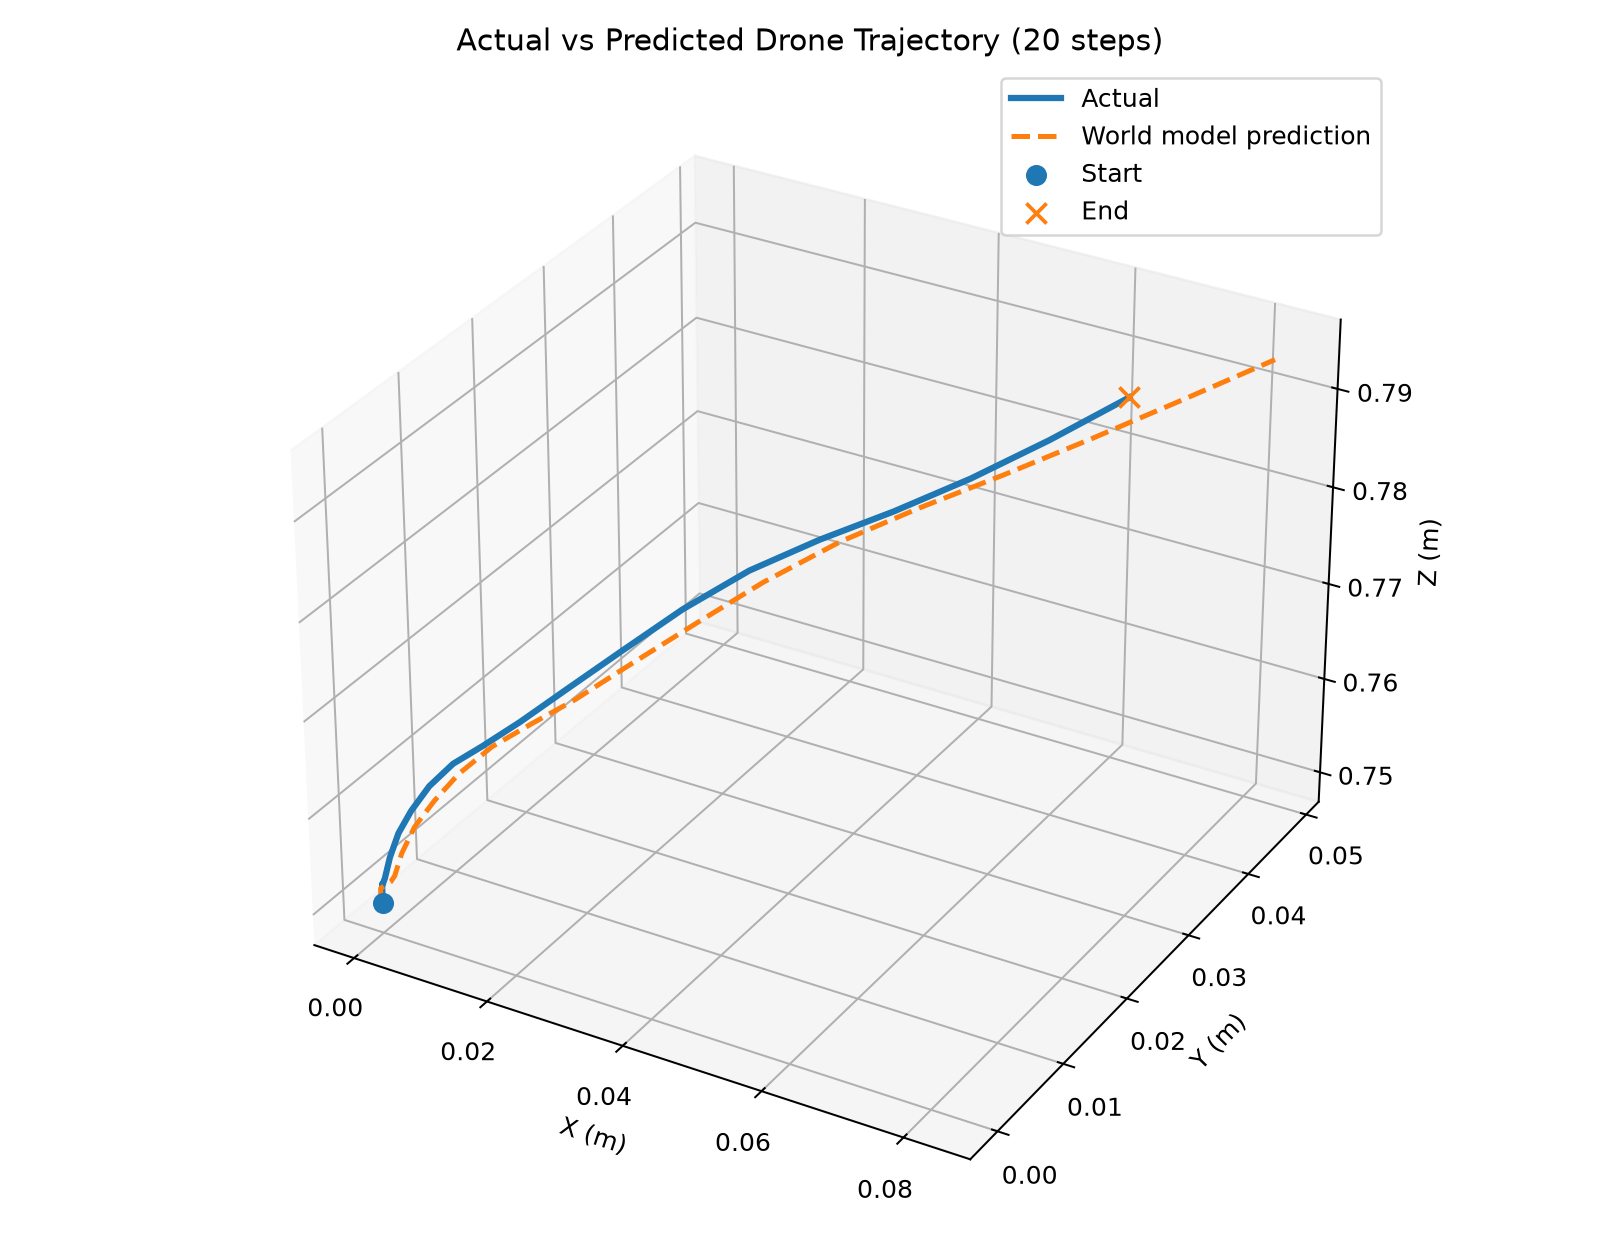 Actual vs Predicted Drone Trajectory (20 steps)
Actual
World model prediction
Start
End
0.79
0.78
0.77
0.76
0.75
Z (m)
0.05
0.04
0.03
0.02
0.01
0.00
Y (m)
0.00
0.02
0.04
0.06
0.08
X (m)